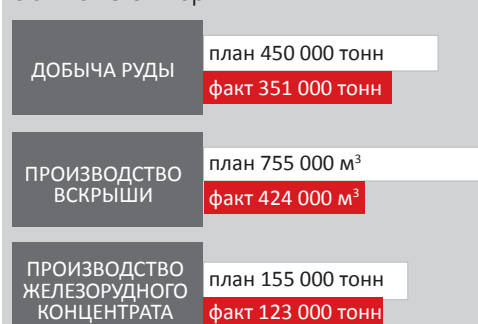 ДОБЫЧА РУДЫ
план 450 000 тонн
факт 351 000 тонн
ПРОИЗВОДСТВО
ВСКРЫШИ
план 755 000 м³
факт 424 000 м³
ПРОИЗВОДСТВО
ЖЕЛЕЗОРУДНОГО
КОНЦЕНТРАТА
план 155 000 тонн
факт 123 000 тонн